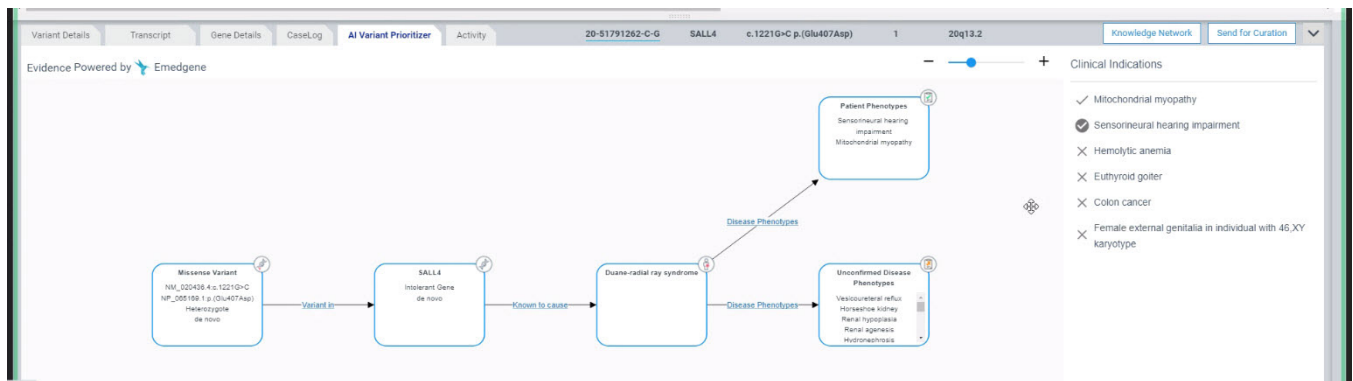 Variant Details
Transcript
Gene Details
CaseLog
AI Variant Prioritizer
Activity
20-51791262-C-G
SALL4
c.1221G>C p.(Glu407Asp)
1
20q13.2
Knowledge Network
Send for Curation
Evidence Powered by Emedgene
Clinical Indications
Mitochondrial myopathy
Sensorineural hearing impairment
Hemolytic anemia
Euthyroid goiter
Colon cancer
Female external genitalia in individual with 46,XY
karyotype
Patient Phenotypes
Sensorineural hearing
impairment
Mitochondrial myopathy
Disease Phenotypes
Missense Variant
NM_020436.4:c.1221G>C
NP_065169.1:p.(Glu407Asp)
Heterozygote
de novo
Variant in
SALL4
Intolerant Gene
de novo
Known to cause
Duane-radial ray syndrome
Disease Phenotypes
Unconfirmed Disease
Phenotypes
Vesicoureteral reflux
Horseshoe kidney
Renal hypoplasia
Renal agenesis
Hydronephrosis